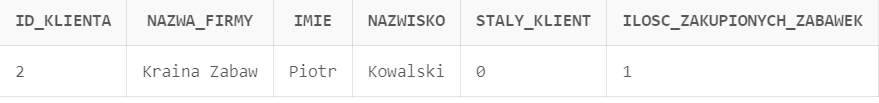 ID_KLIENTA NAZWA_FIRMY IMIE NAZWISKO STALY_KLIENT ILOSC_ZAKUPIONYCH_ZABAWEK
2 Kraina Zabaw Piotr Kowalski 0 1